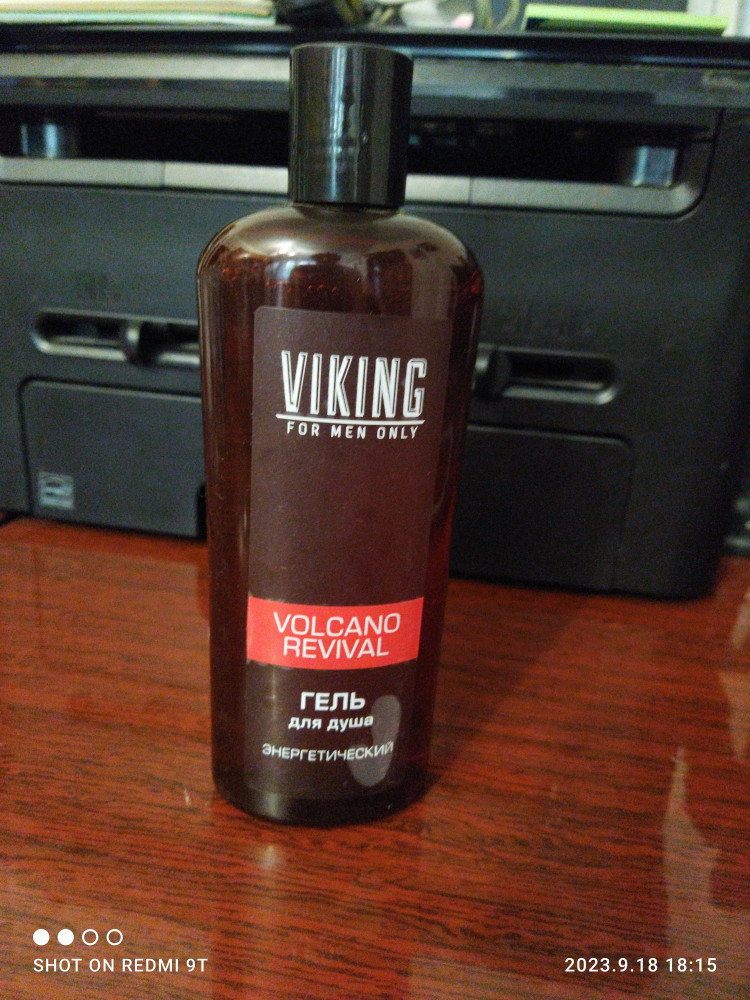 VIKING
FOR MEN ONLY
VOLCANO
REVIVAL
ГЕЛЬ
для душа
ЭНЕРГЕТИЧЕСКИЙ
SHOT ON REDMI 9T
2023.9.18 18:15